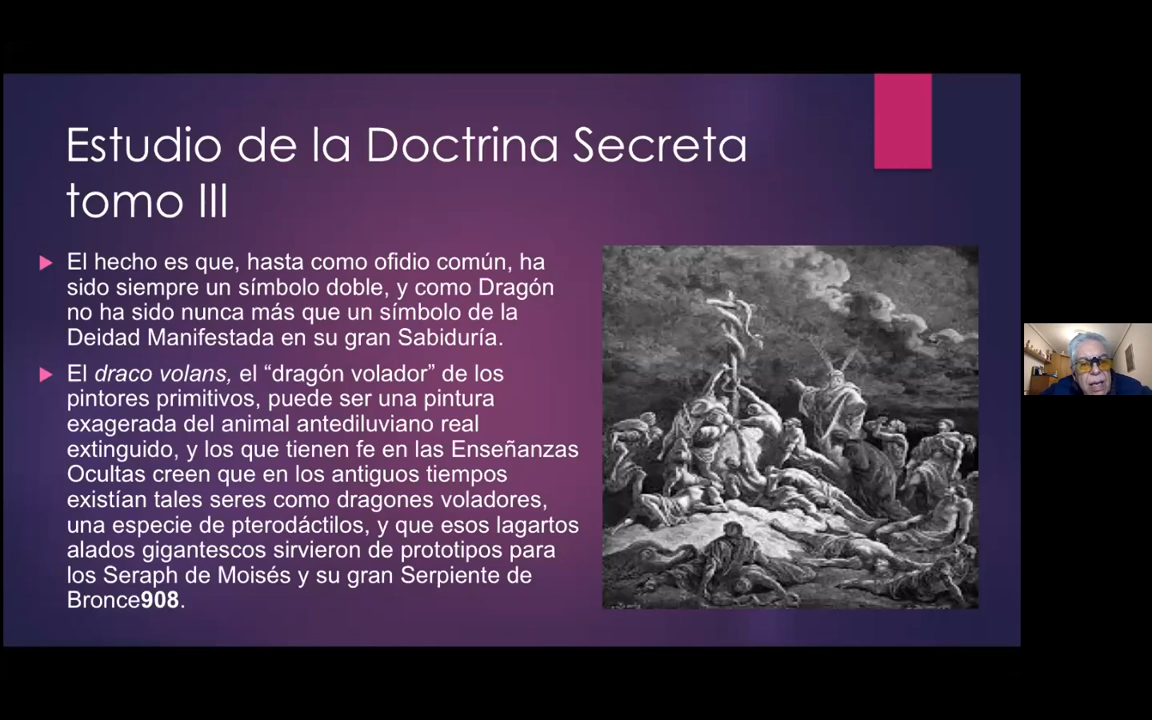 Estudio de la Doctrina Secreta
tomo III
El hecho es que, hasta como ofidio común, ha
sido siempre un símbolo doble, y como Dragón
no ha sido nunca más que un símbolo de la
Deidad Manifestada en su gran Sabiduría.
El draco volans, el “dragón volador” de los
pintores primitivos, puede ser una pintura
exagerada del animal antediluviano real
extinguido, y los que tienen fe en las Enseñanzas
Ocultas creen que en los antiguos tiempos
existían tales seres como dragones voladores,
una especie de pterodáctilos, y que esos lagartos
alados gigantescos sirvieron de prototipos para
los Seraph de Moisés y su gran Serpiente de
Bronce908.